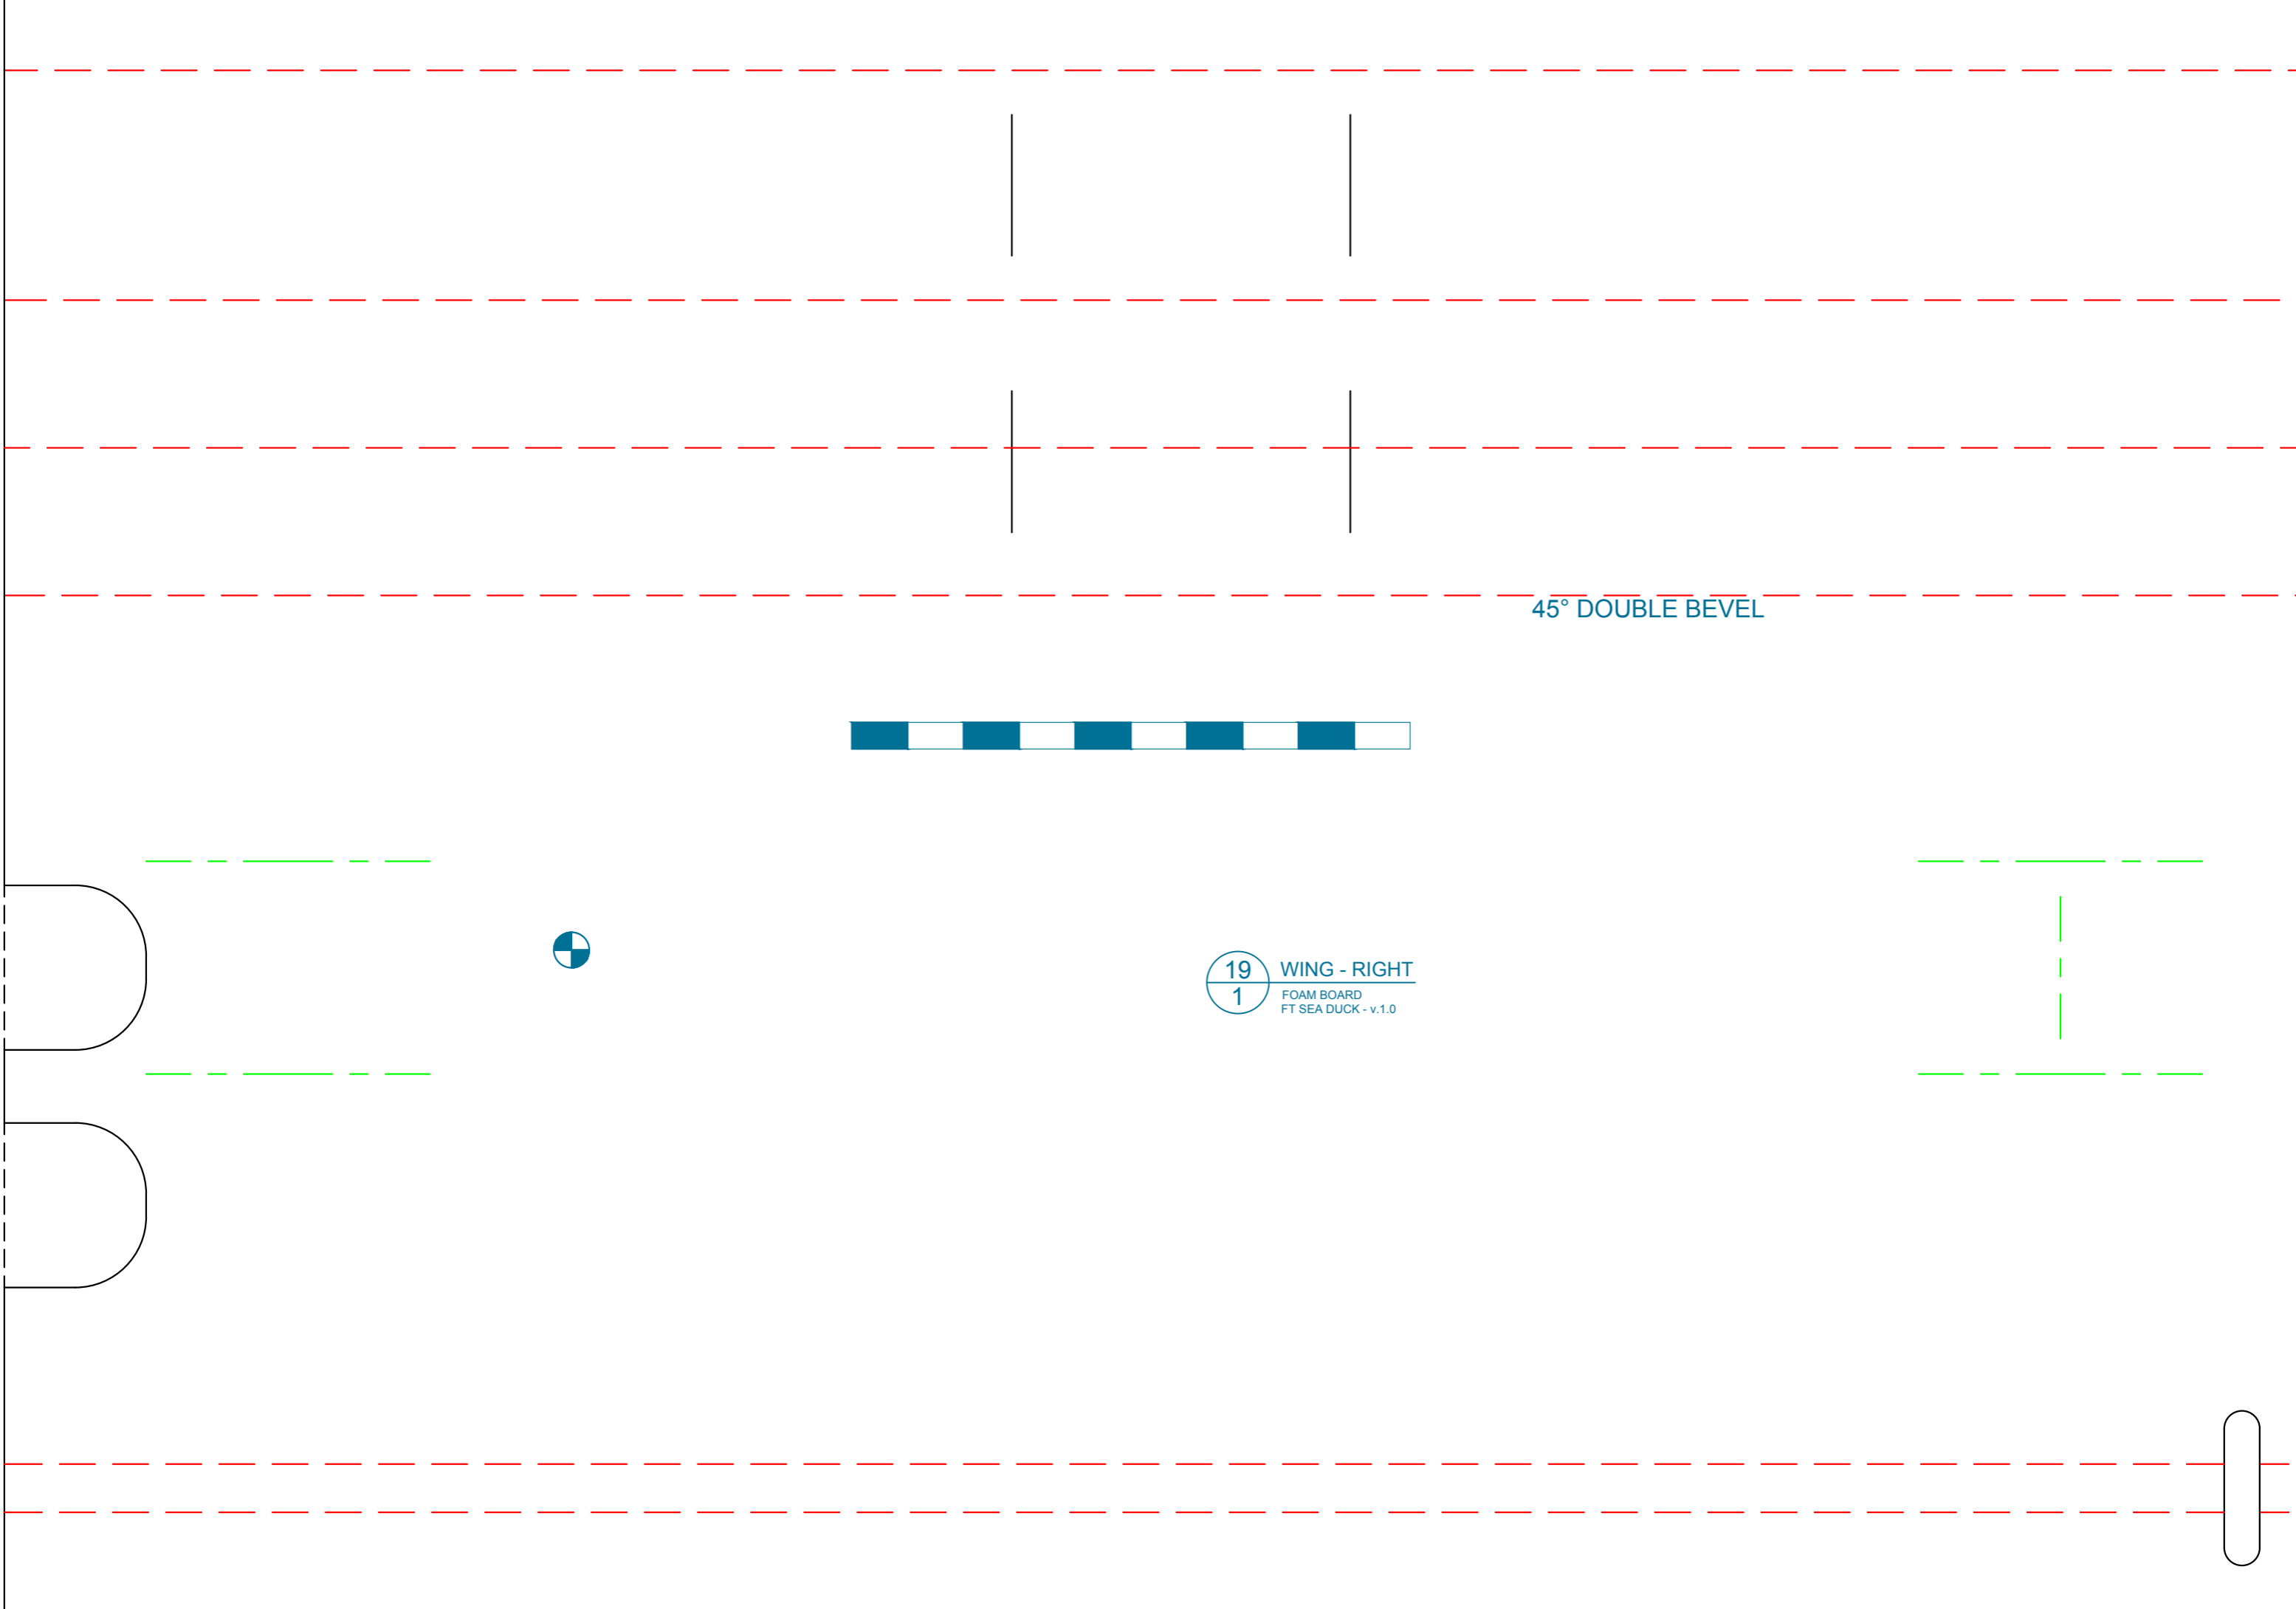 45° DOUBLE BEVEL
19
WING - RIGHT
1
FOAM BOARD
FT SEA DUCK - v.1.0